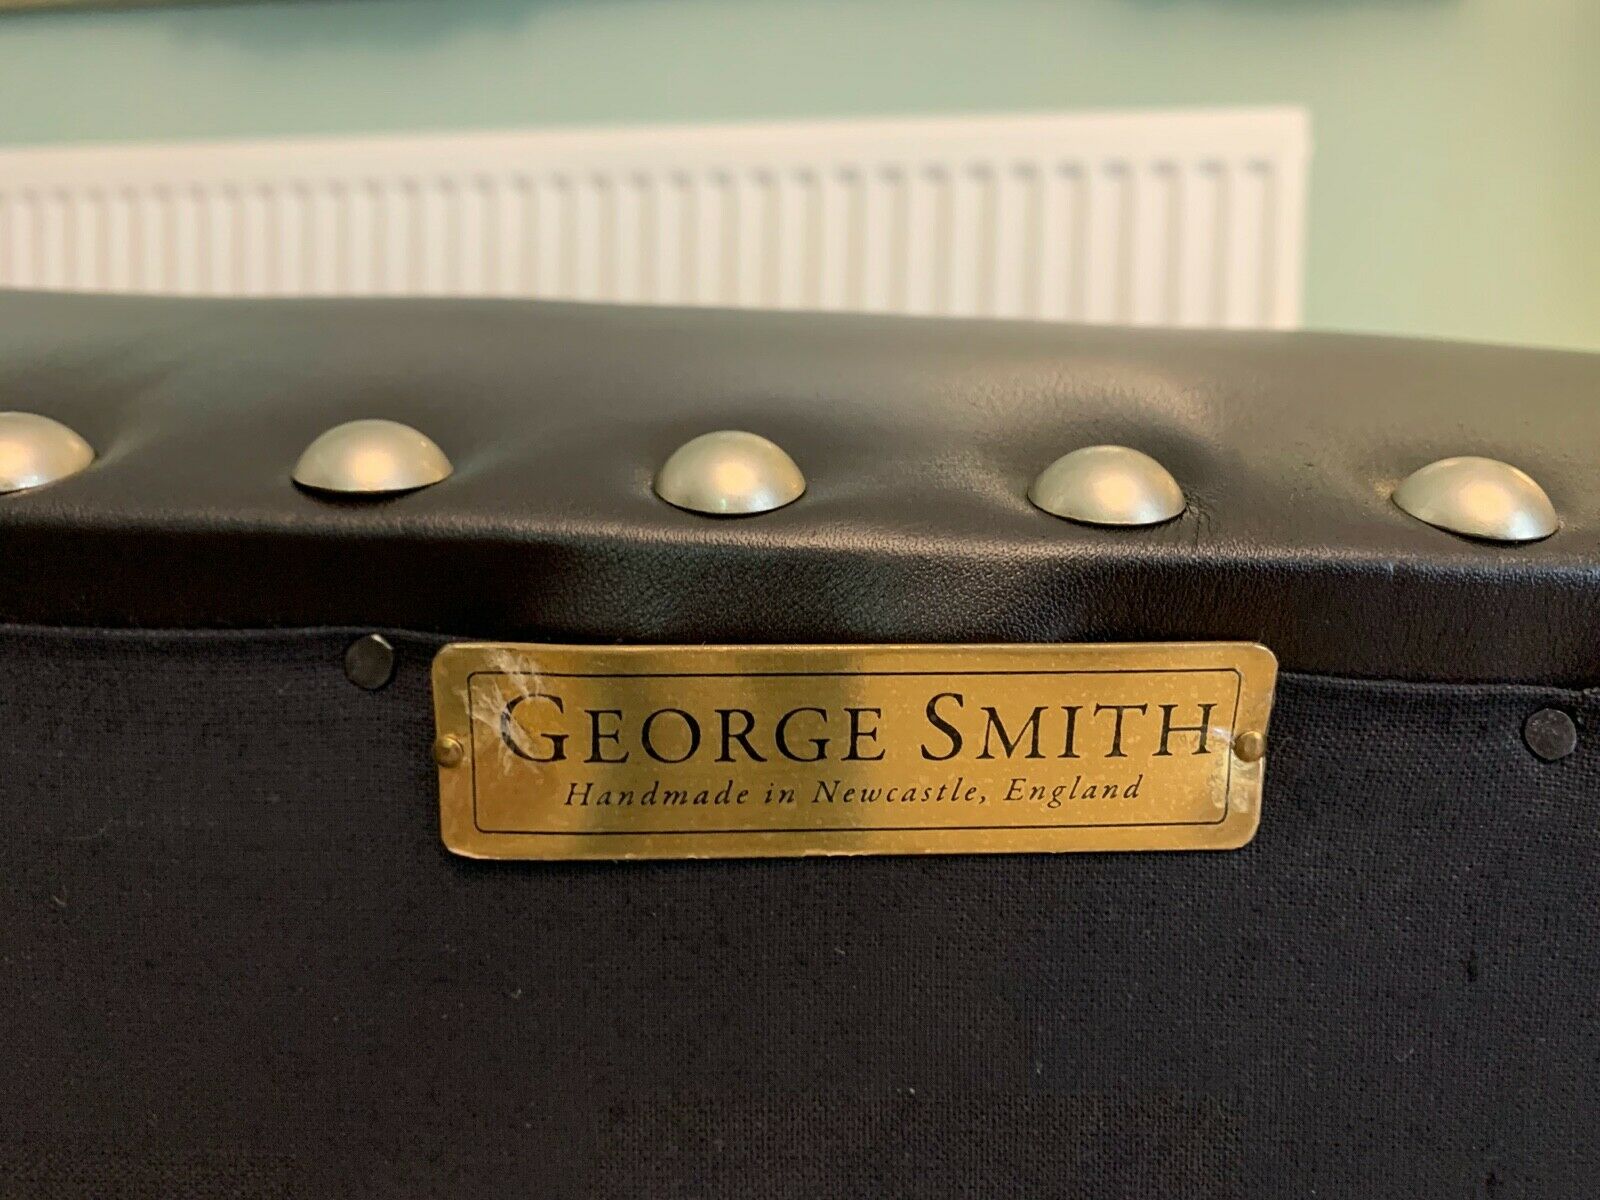 GEORGE SMITH
Handmade in Newcastle, England